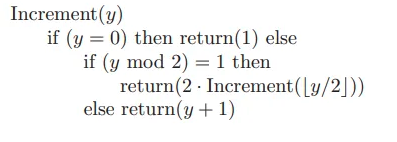 Increment(y)
if (y = 0) then return(1) else
if (y mod 2) = 1 then
return(2 · Increment(⌊y/2⌋))
else return(y + 1)